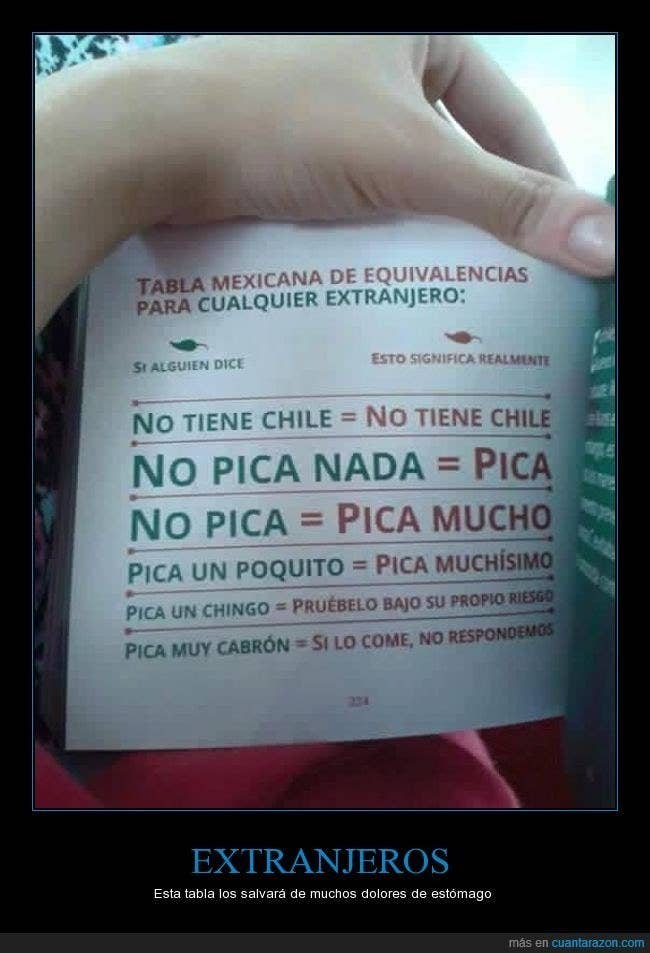 TABLA MEXICANA DE EQUIVALENCIAS
PARA CUALQUIER EXTRANJERO:
SI ALGUIEN DICE
ESTO SIGNIFICA REALMENTE
NO TIENE CHILE = NO TIENE CHILE
NO PICA NADA = PICA
NO PICA = PICA MUCHO
PICA UN POQUITO = PICA MUCHÍSIMO
PICA UN CHINGO = PRUÉBELO BAJO SU PROPIO RIESGO
PICA MUY CABRÓN = SI LO COME, NO RESPONDEMOS
224
EXTRANJEROS
Esta tabla los salvará de muchos dolores de estómago
más en cuantarazon.com